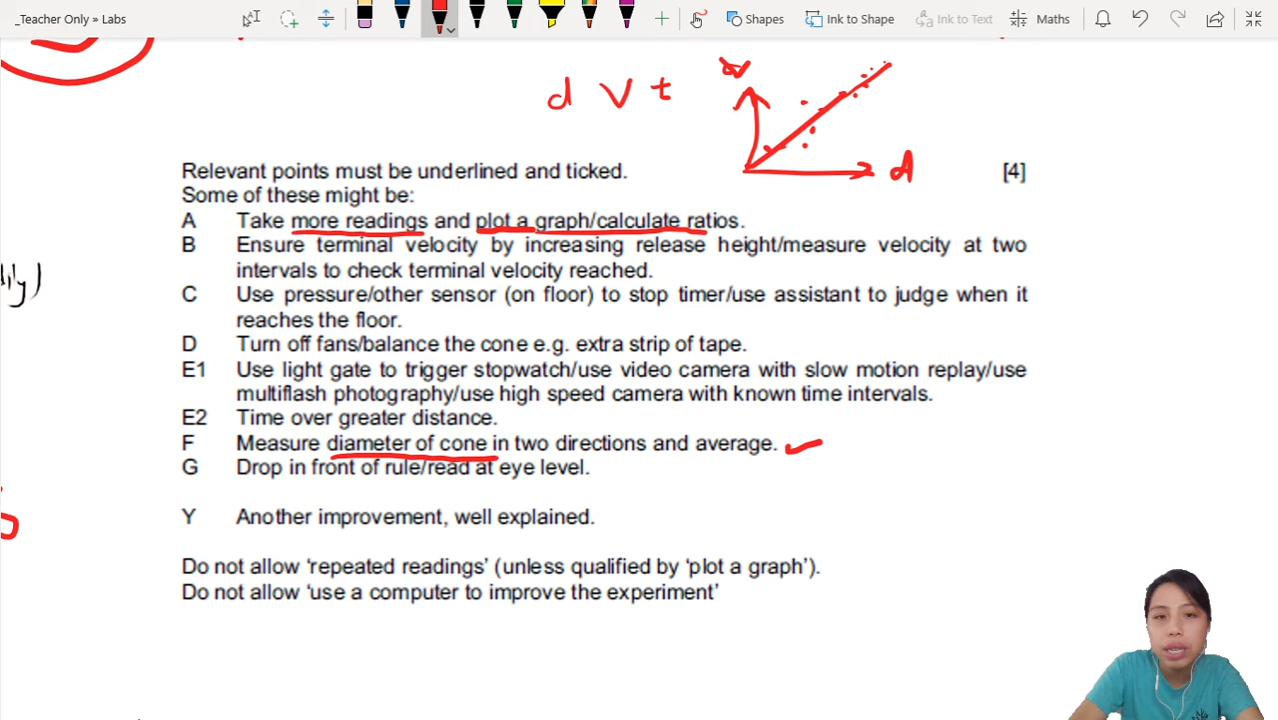 _Teacher Only » Labs
Shapes
Ink to Shape
Ink to Text
Maths
d V t
d
Relevant points must be underlined and ticked. [4]
Some of these might be:
A Take more readings and plot a graph/calculate ratios.
B Ensure terminal velocity by increasing release height/measure velocity at two
intervals to check terminal velocity reached.
C Use pressure/other sensor (on floor) to stop timer/use assistant to judge when it
reaches the floor.
D Turn off fans/balance the cone e.g. extra strip of tape.
E1 Use light gate to trigger stopwatch/use video camera with slow motion replay/use
multiflash photography/use high speed camera with known time intervals.
E2 Time over greater distance.
F Measure diameter of cone in two directions and average.
G Drop in front of rule/read at eye level.
Y Another improvement, well explained.
Do not allow ‘repeated readings’ (unless qualified by ‘plot a graph’).
Do not allow ‘use a computer to improve the experiment’